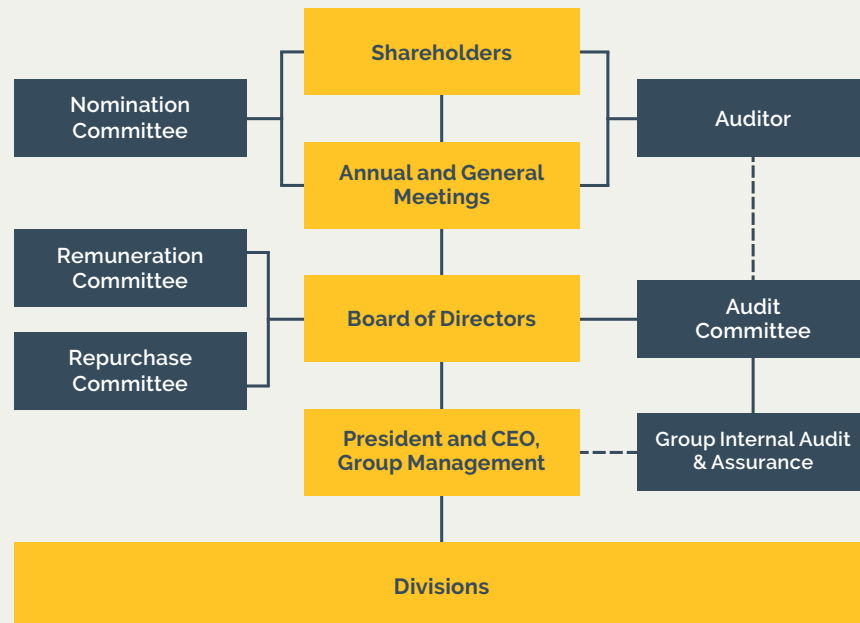 Shareholders
Nomination
Committee
Auditor
Annual and General
Meetings
Remuneration
Committee
Board of Directors
Audit
Committee
Repurchase
Committee
President and CEO,
Group Management
Group Internal Audit
& Assurance
Divisions